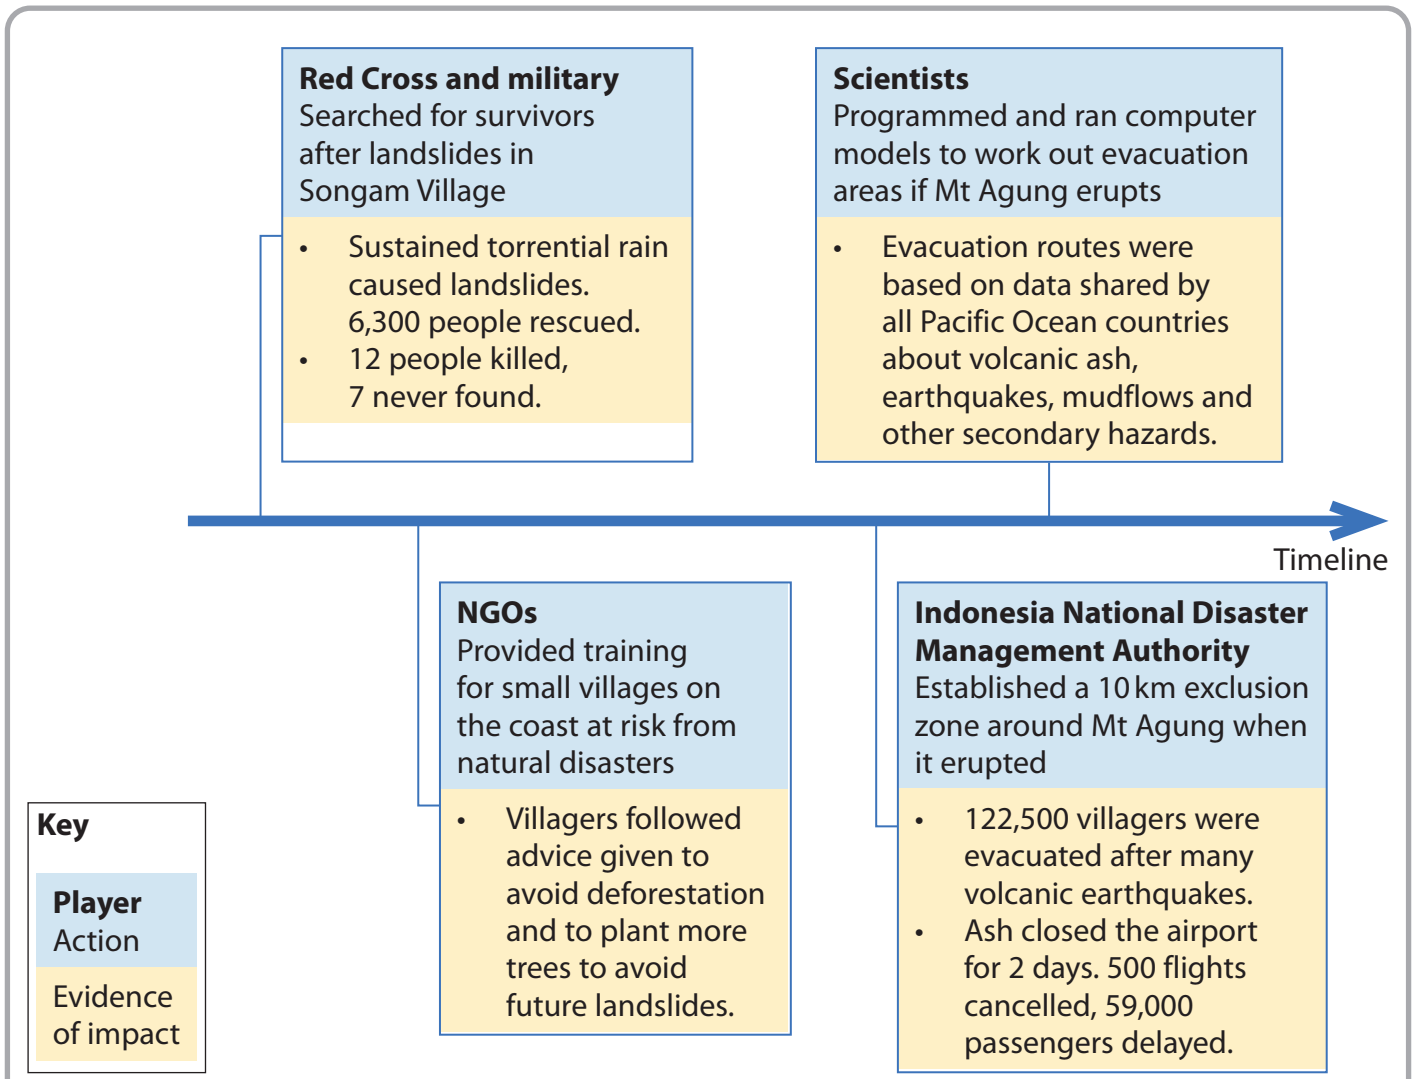 Red Cross and military
Searched for survivors
after landslides in
Songam Village
• Sustained torrential rain
caused landslides.
6,300 people rescued.
• 12 people killed,
7 never found.
Scientists
Programmed and ran computer
models to work out evacuation
areas if Mt Agung erupts
• Evacuation routes were
based on data shared by
all Pacific Ocean countries
about volcanic ash,
earthquakes, mudflows and
other secondary hazards.
Timeline
NGOs
Provided training
for small villages on
the coast at risk from
natural disasters
• Villagers followed
advice given to
avoid deforestation
and to plant more
trees to avoid
future landslides.
Indonesia National Disaster
Management Authority
Established a 10 km exclusion
zone around Mt Agung when
it erupted
• 122,500 villagers were
evacuated after many
volcanic earthquakes.
• Ash closed the airport
for 2 days. 500 flights
cancelled, 59,000
passengers delayed.
Key
Player
Action
Evidence
of impact